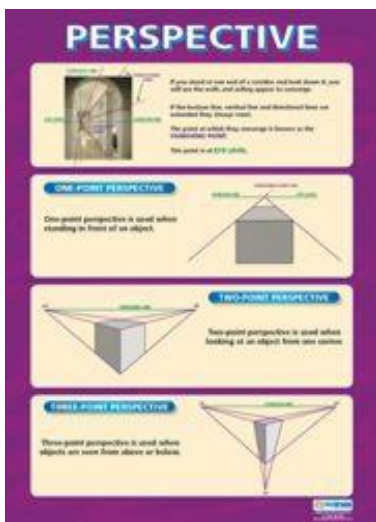 PERSPECTIVE
If you stand at one end of a corridor and look down it, you
will see the walls and ceiling appear to converge.
If the horizon line, vertical line and directional lines are
extended they always meet.
The point at which they converge is known as the
VANISHING POINT.
This point is at EYE LEVEL.
ONE-POINT PERSPECTIVE
One-point perspective is used when
standing in front of an object.
TWO-POINT PERSPECTIVE
Two-point perspective is used when
looking at an object from one corner.
THREE-POINT PERSPECTIVE
Three-point perspective is used when
objects are seen from above or below.